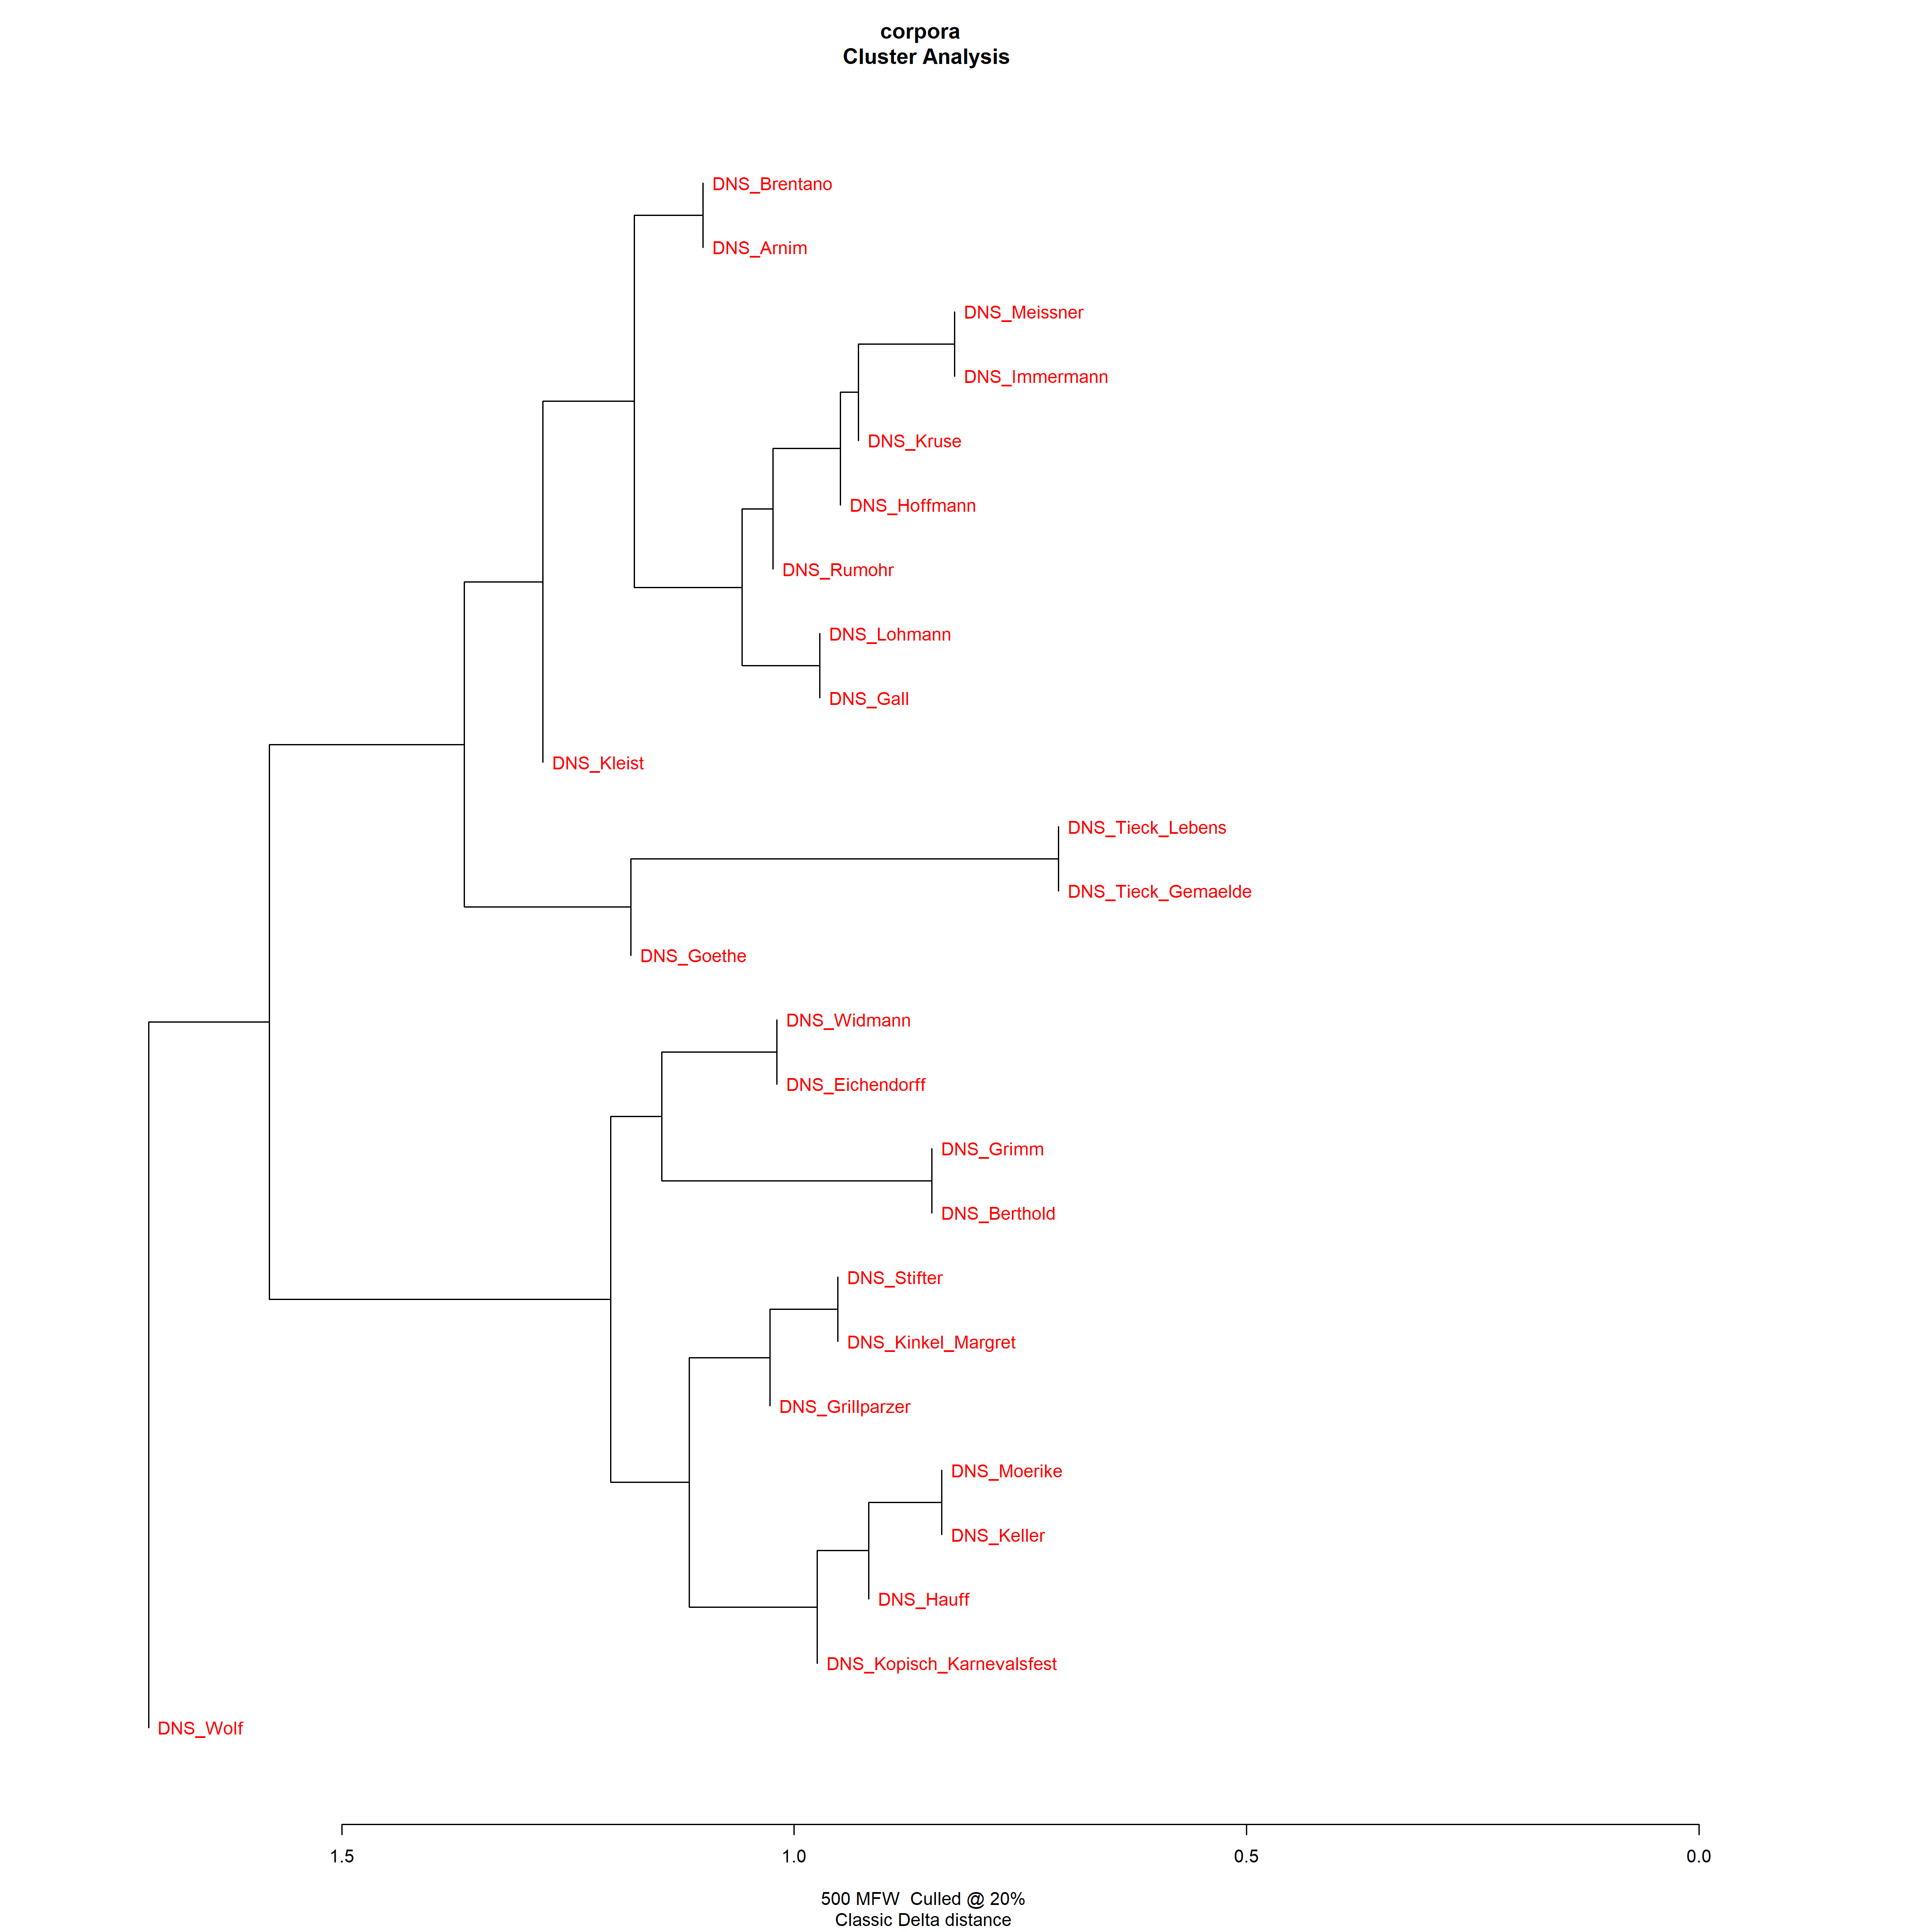 corpora
Cluster Analysis
DNS_Brentano
DNS_Arnim
DNS_Meissner
DNS_Immermann
DNS_Kruse
DNS_Hoffmann
DNS_Rumohr
DNS_Lohmann
DNS_Gall
DNS_Kleist
DNS_Tieck_Lebens
DNS_Tieck_Gemaelde
DNS_Goethe
DNS_Widmann
DNS_Eichendorff
DNS_Grimm
DNS_Berthold
DNS_Stifter
DNS_Kinkel_Margret
DNS_Grillparzer
DNS_Moerike
DNS_Keller
DNS_Hauff
DNS_Kopisch_Karnevalsfest
DNS_Wolf
1.5 1.0 0.5 0.0
500 MFW  Culled @ 20%
Classic Delta distance